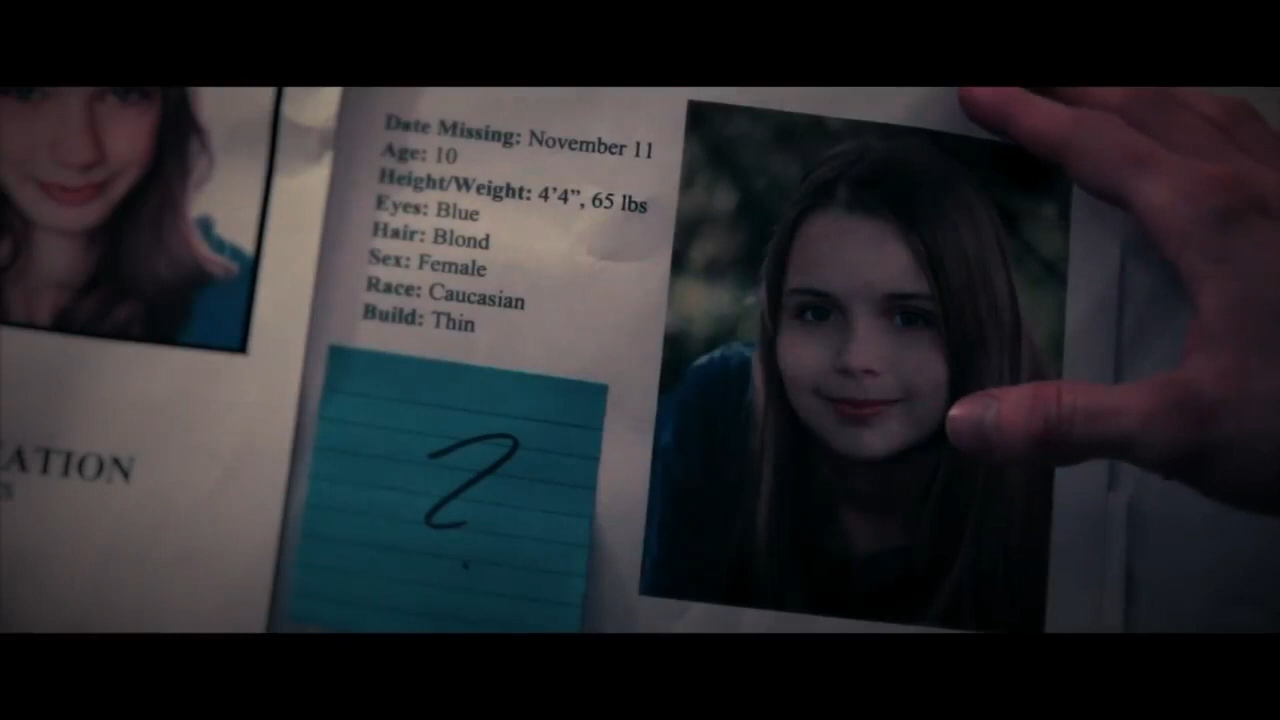 Date Missing: November 11
Age: 10
Height/Weight: 4’4”, 65 lbs
Eyes: Blue
Hair: Blond
Sex: Female
Race: Caucasian
Build: Thin
?
ATION